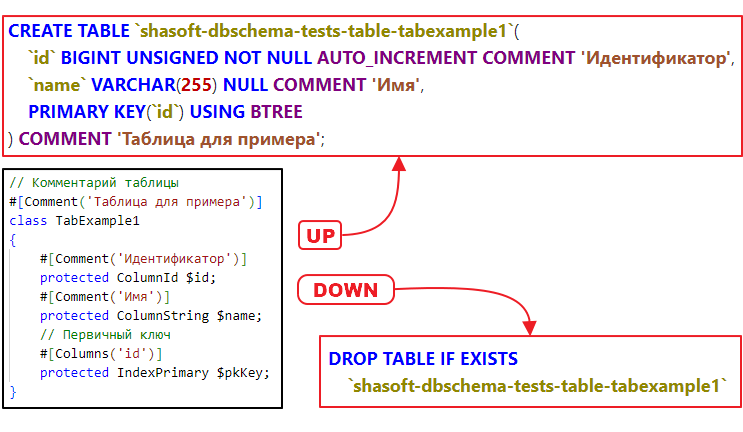 CREATE TABLE `shasoft-dbschema-tests-table-tabexample1`(
`id` BIGINT UNSIGNED NOT NULL AUTO_INCREMENT COMMENT 'Идентификатор',
`name` VARCHAR(255) NULL COMMENT 'Имя',
PRIMARY KEY(`id`) USING BTREE
) COMMENT 'Таблица для примера';
// Комментарий таблицы
#[Comment('Таблица для примера')]
class TabExample1
{
#[Comment('Идентификатор')]
protected ColumnId $id;
#[Comment('Имя')]
protected ColumnString $name;
// Первичный ключ
#[Columns('id')]
protected IndexPrimary $pkKey;
}
UP
DOWN
DROP TABLE IF EXISTS
`shasoft-dbschema-tests-table-tabexample1`